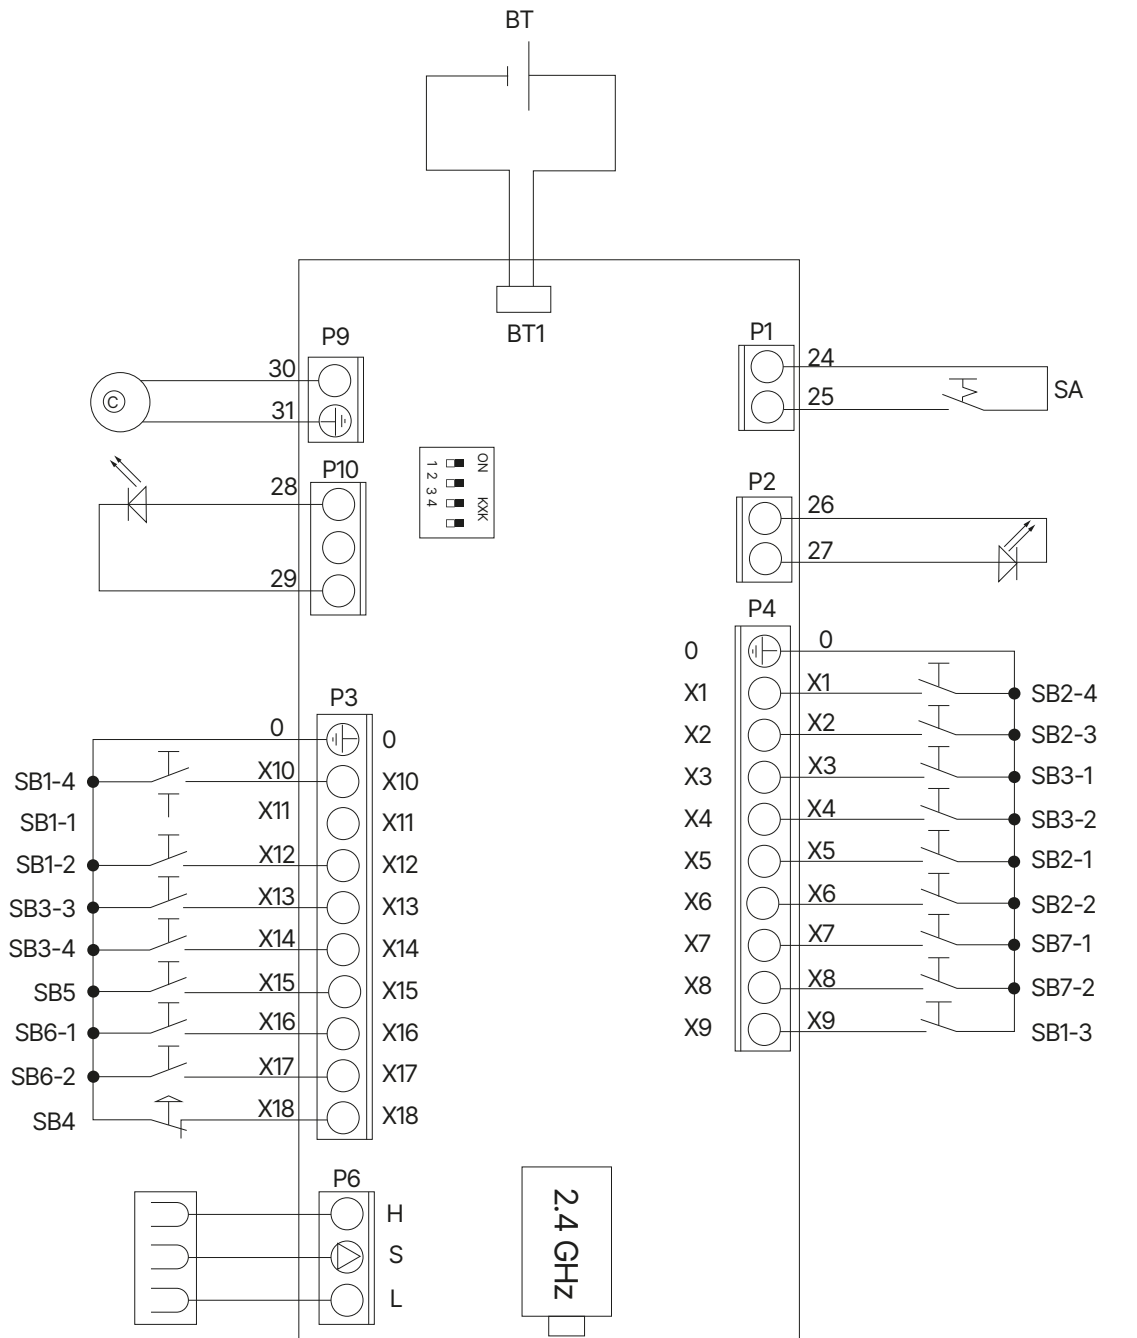 BT
BT1
P9
30
31
C
P10
28
29
ON
KXK
1 2 3 4
P1
24
25
SA
P2
26
27
P4
0 0
X1 X1 SB2-4
X2 X2 SB2-3
X3 X3 SB3-1
X4 X4 SB3-2
X5 X5 SB2-1
X6 X6 SB2-2
X7 X7 SB7-1
X8 X8 SB7-2
X9 X9 SB1-3
P3
0 0
SB1-4 X10 X10
SB1-1 X11 X11
SB1-2 X12 X12
SB3-3 X13 X13
SB3-4 X14 X14
SB5 X15 X15
SB6-1 X16 X16
SB6-2 X17 X17
SB4 X18 X18
P6
H
S
L
2.4 GHz